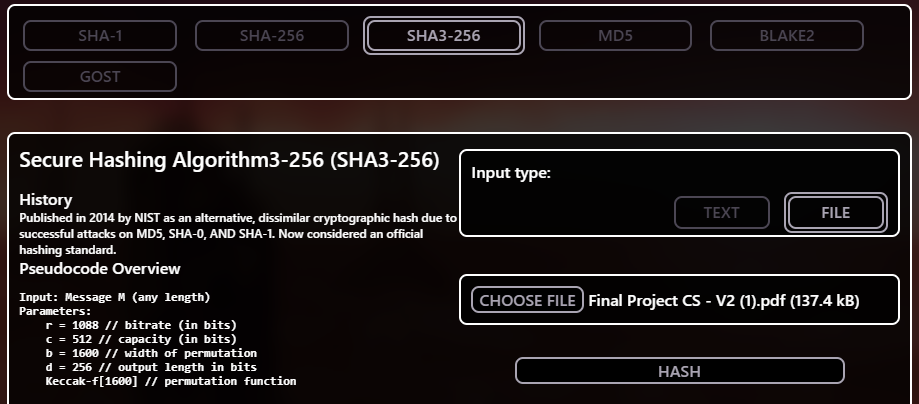 SHA-1
SHA-256
SHA3-256
MD5
BLAKE2
GOST
Secure Hashing Algorithm3-256 (SHA3-256)
History
Published in 2014 by NIST as an alternative, dissimilar cryptographic hash due to
successful attacks on MD5, SHA-0, AND SHA-1. Now considered an official
hashing standard.
Pseudocode Overview
Input: Message M (any length)
Parameters:
    r = 1088 // bitrate (in bits)
    c = 512 // capacity (in bits)
    b = 1600 // width of permutation
    d = 256 // output length in bits
    Keccak-f[1600] // permutation function
Input type:
TEXT
FILE
CHOOSE FILE Final Project CS - V2 (1).pdf (137.4 kB)
HASH